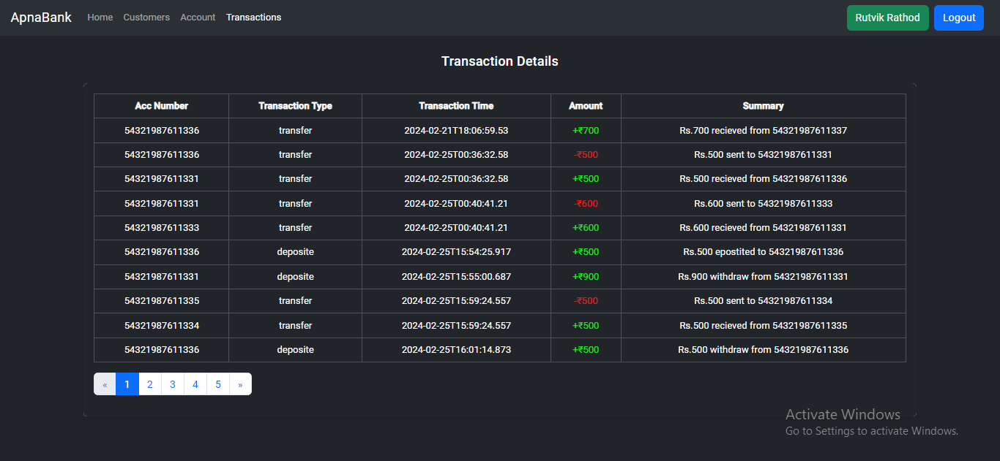 ApnaBank Home Customers Account Transactions Rutvik Rathod Logout
Transaction Details
Acc Number Transaction Type Transaction Time Amount Summary
54321987611336 transfer 2024-02-21T18:06:59.53 +₹700 Rs.700 recieved from 54321987611337
54321987611336 transfer 2024-02-25T00:36:32.58 -₹500 Rs.500 sent to 54321987611331
54321987611331 transfer 2024-02-25T00:36:32.58 +₹500 Rs.500 recieved from 54321987611336
54321987611331 transfer 2024-02-25T00:40:41.21 -₹600 Rs.600 sent to 54321987611333
54321987611333 transfer 2024-02-25T00:40:41.21 +₹600 Rs.600 recieved from 54321987611331
54321987611336 deposite 2024-02-25T15:54:25.917 +₹500 Rs.500 epostited to 54321987611336
54321987611331 deposite 2024-02-25T15:55:00.687 +₹900 Rs.900 withdraw from 54321987611331
54321987611335 transfer 2024-02-25T15:59:24.557 -₹500 Rs.500 sent to 54321987611334
54321987611334 transfer 2024-02-25T15:59:24.557 +₹500 Rs.500 recieved from 54321987611335
54321987611336 deposite 2024-02-25T16:01:14.873 +₹500 Rs.500 withdraw from 54321987611336
« 1 2 3 4 5 »
Activate Windows
Go to Settings to activate Windows.